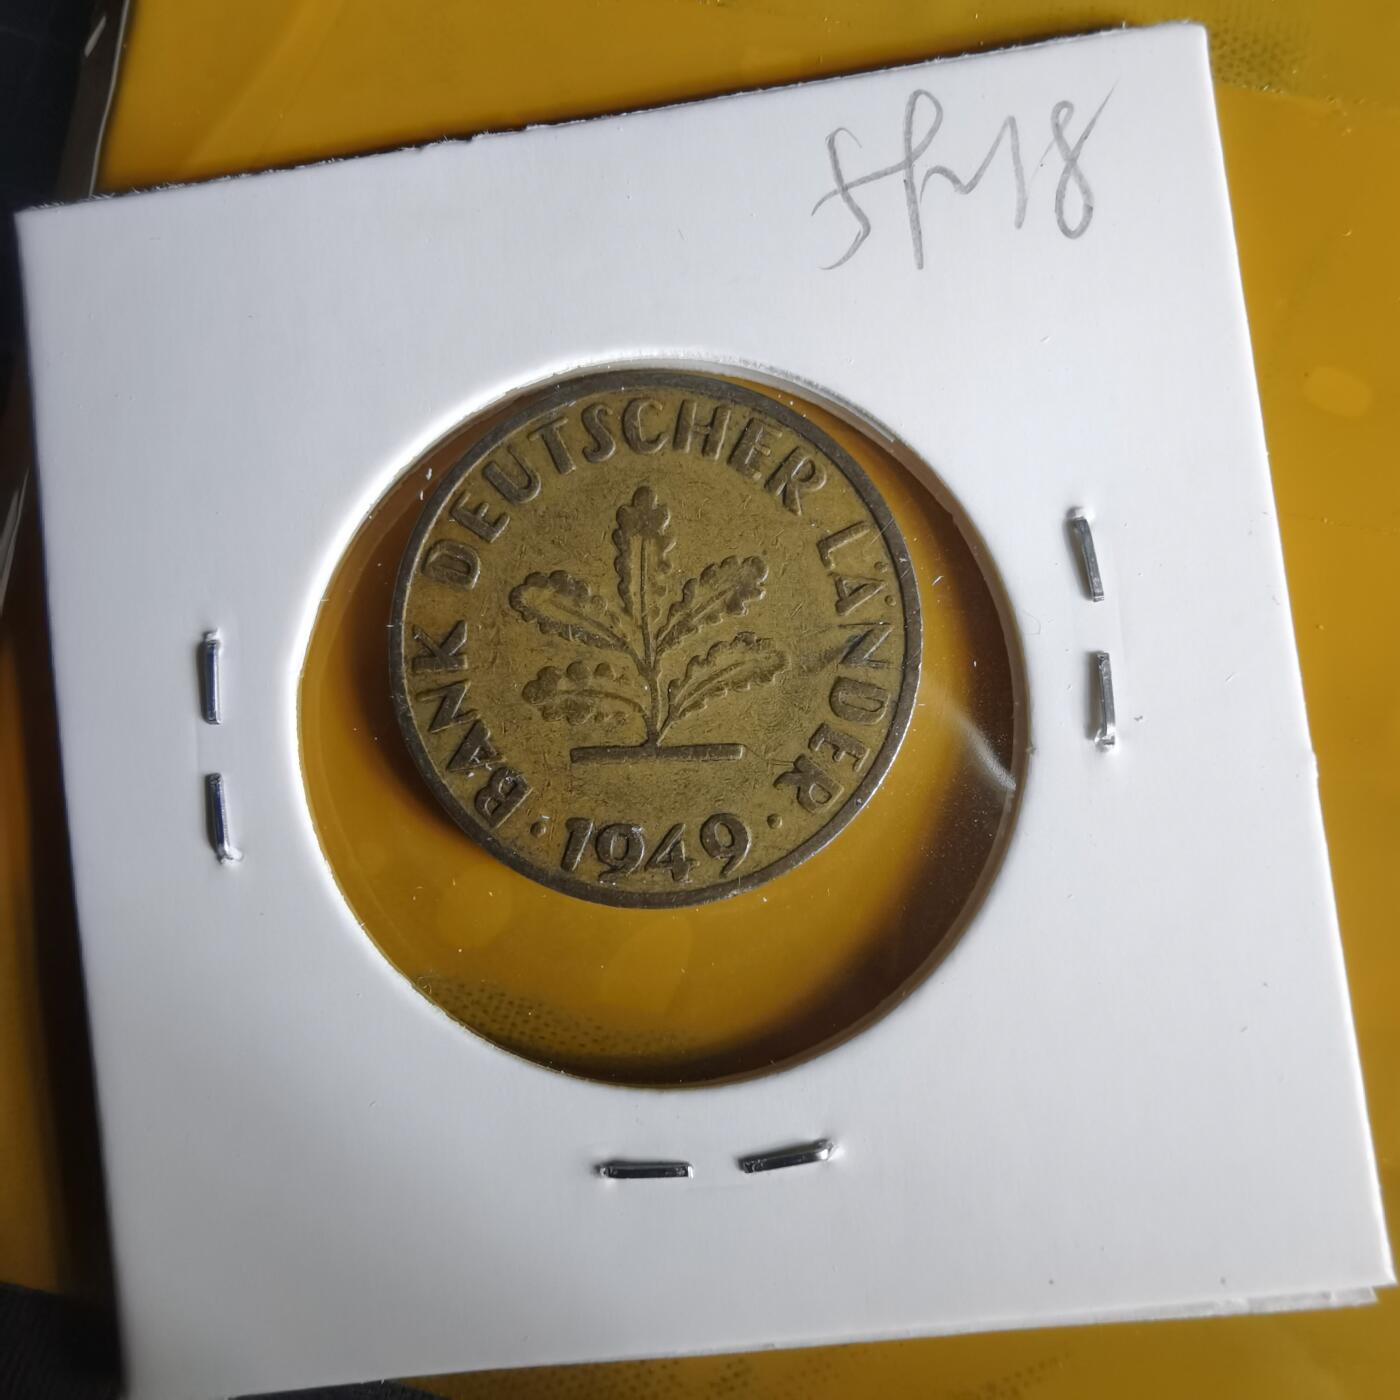 BANK DEUTSCHER LÄNDER
· 1949 ·